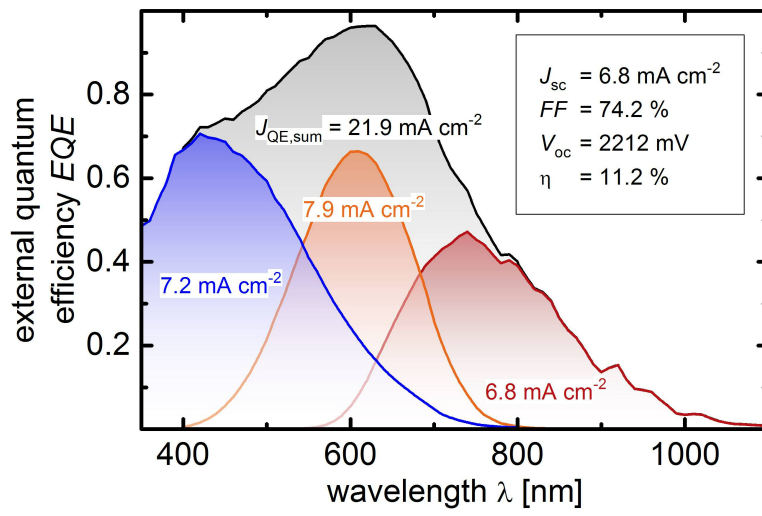 external quantum
efficiency EQE
0.8
0.6
0.4
0.2
J_QE,sum = 21.9 mA cm⁻²
7.9 mA cm⁻²
7.2 mA cm⁻²
6.8 mA cm⁻²
J_sc = 6.8 mA cm⁻²
FF = 74.2 %
V_oc = 2212 mV
η = 11.2 %
400 600 800 1000
wavelength λ [nm]